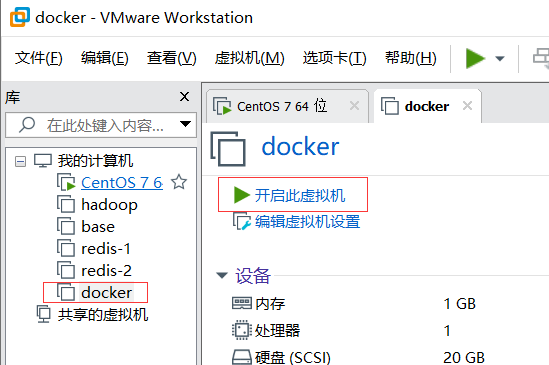 docker - VMware Workstation
文件(F) 编辑(E) 查看(V) 虚拟机(M) 选项卡(T) 帮助(H)
库
在此处键入内容...
我的计算机
CentOS 7 6
hadoop
base
redis-1
redis-2
docker
共享的虚拟机
CentOS 7 64 位
docker
docker
开启此虚拟机
编辑虚拟机设置
设备
内存 1 GB
处理器 1
硬盘 (SCSI) 20 GB